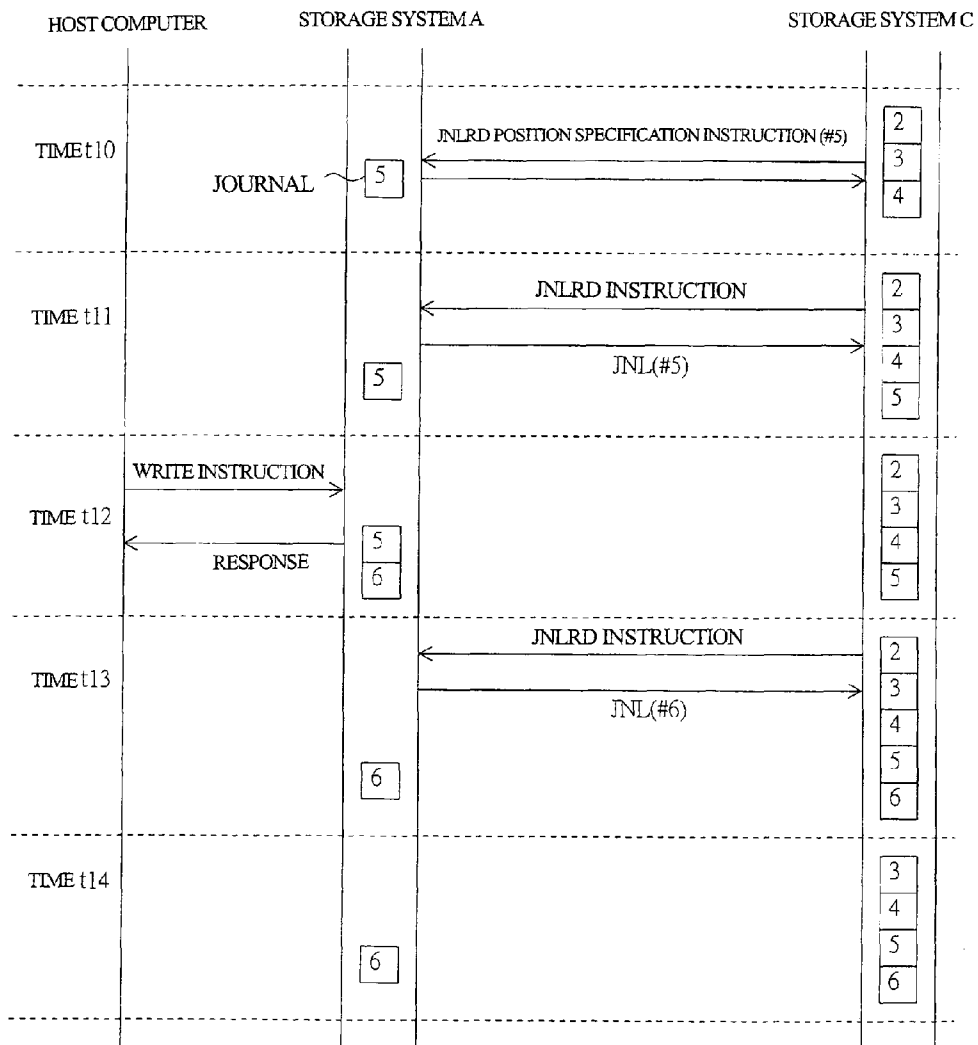 HOST COMPUTER STORAGE SYSTEM A STORAGE SYSTEM C
TIME t10
JNLRD POSITION SPECIFICATION INSTRUCTION (#5)
JOURNAL
5
2
3
4
TIME t11
JNLRD INSTRUCTION
JNL(#5)
5
2
3
4
5
WRITE INSTRUCTION
TIME t12
RESPONSE
5
6
2
3
4
5
JNLRD INSTRUCTION
TIME t13
JNL(#6)
6
2
3
4
5
6
TIME t14
6
3
4
5
6